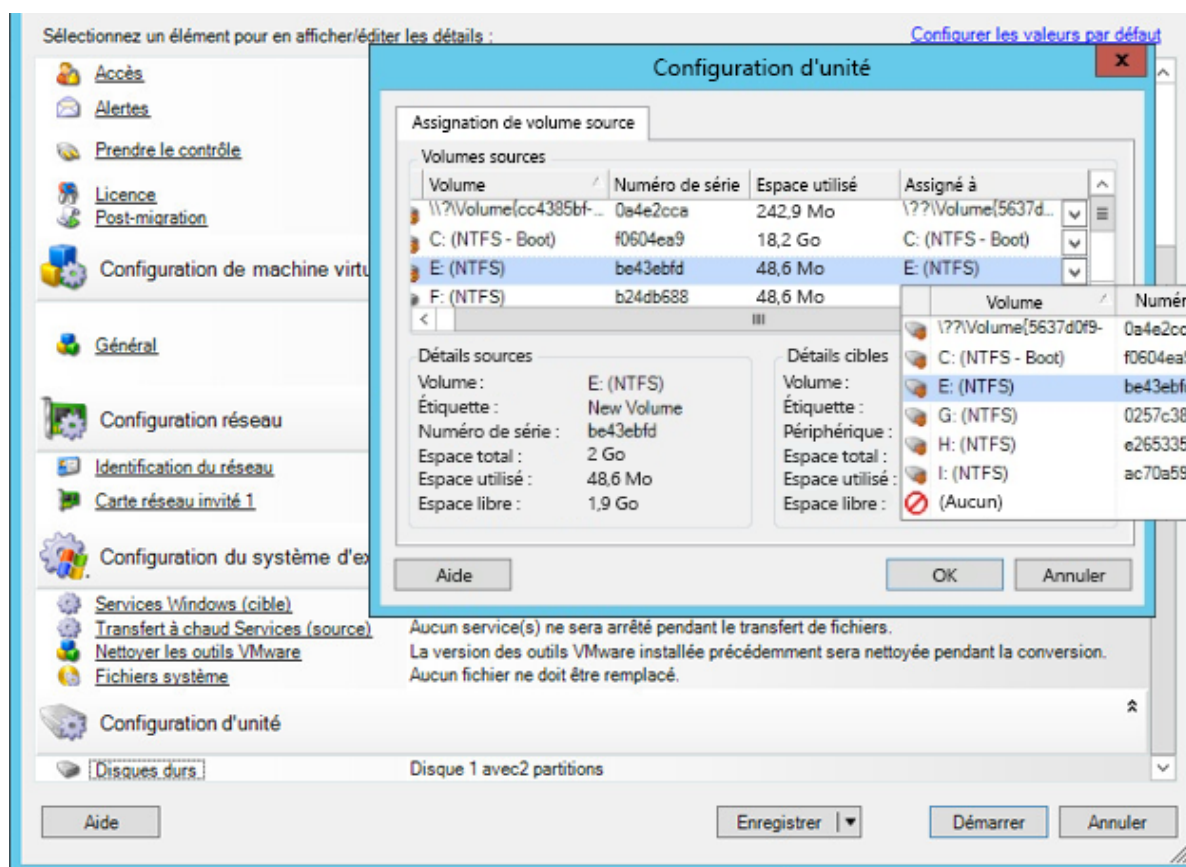 Sélectionnez un élément pour en afficher/éditer les détails :
Configurer les valeurs par défaut
Accès
Alertes
Prendre le contrôle
Licence
Post-migration
Configuration de machine virtu
Général
Configuration réseau
Identification du réseau
Carte réseau invité 1
Configuration du système d'ex
Services Windows (cible)
Transfert à chaud Services (source) Aucun service(s) ne sera arrêté pendant le transfert de fichiers.
Nettoyer les outils VMware La version des outils VMware installée précédemment sera nettoyée pendant la conversion.
Fichiers système Aucun fichier ne doit être remplacé.
Configuration d'unité
Disques durs Disque 1 avec2 partitions
Aide Enregistrer Démarrer Annuler
Configuration d'unité
x
Assignation de volume source
Volumes sources
Volume Numéro de série Espace utilisé Assigné à
\\?\Volume{cc4385bf-... 0a4e2cca 242,9 Mo \??\Volume{5637d...
C: (NTFS - Boot) f0604ea9 18,2 Go C: (NTFS - Boot)
E: (NTFS) be43ebfd 48,6 Mo E: (NTFS)
F: (NTFS) b24db688 48,6 Mo
Détails sources
Volume : E: (NTFS)
Étiquette : New Volume
Numéro de série : be43ebfd
Espace total : 2 Go
Espace utilisé : 48,6 Mo
Espace libre : 1,9 Go
Détails cibles
Volume :
Étiquette :
Périphérique :
Espace total :
Espace utilisé :
Espace libre :
Volume Numér
\??\Volume{5637d0f9- 0a4e2cc
C: (NTFS - Boot) f0604ea9
E: (NTFS) be43ebf
G: (NTFS) 0257c38
H: (NTFS) e265335
I: (NTFS) ac70a59
(Aucun)
Aide OK Annuler